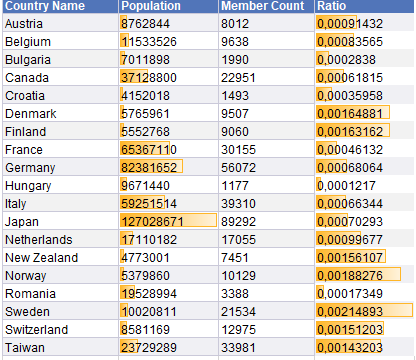 Country Name Population Member Count Ratio
Austria 8762844 8012 0,00091432
Belgium 11533526 9638 0,00083565
Bulgaria 7011898 1990 0,0002838
Canada 37128800 22951 0,00061815
Croatia 4152018 1493 0,00035958
Denmark 5765961 9507 0,00164881
Finland 5552768 9060 0,00163162
France 65367110 30155 0,00046132
Germany 82381652 56072 0,00068064
Hungary 9671440 1177 0,0001217
Italy 59251514 39310 0,00066344
Japan 127028671 89292 0,00070293
Netherlands 17110182 17055 0,00099677
New Zealand 4773001 7451 0,00156107
Norway 5379860 10129 0,00188276
Romania 19528994 3388 0,00017349
Sweden 10020811 21534 0,00214893
Switzerland 8581169 12975 0,00151203
Taiwan 23729289 33981 0,00143203